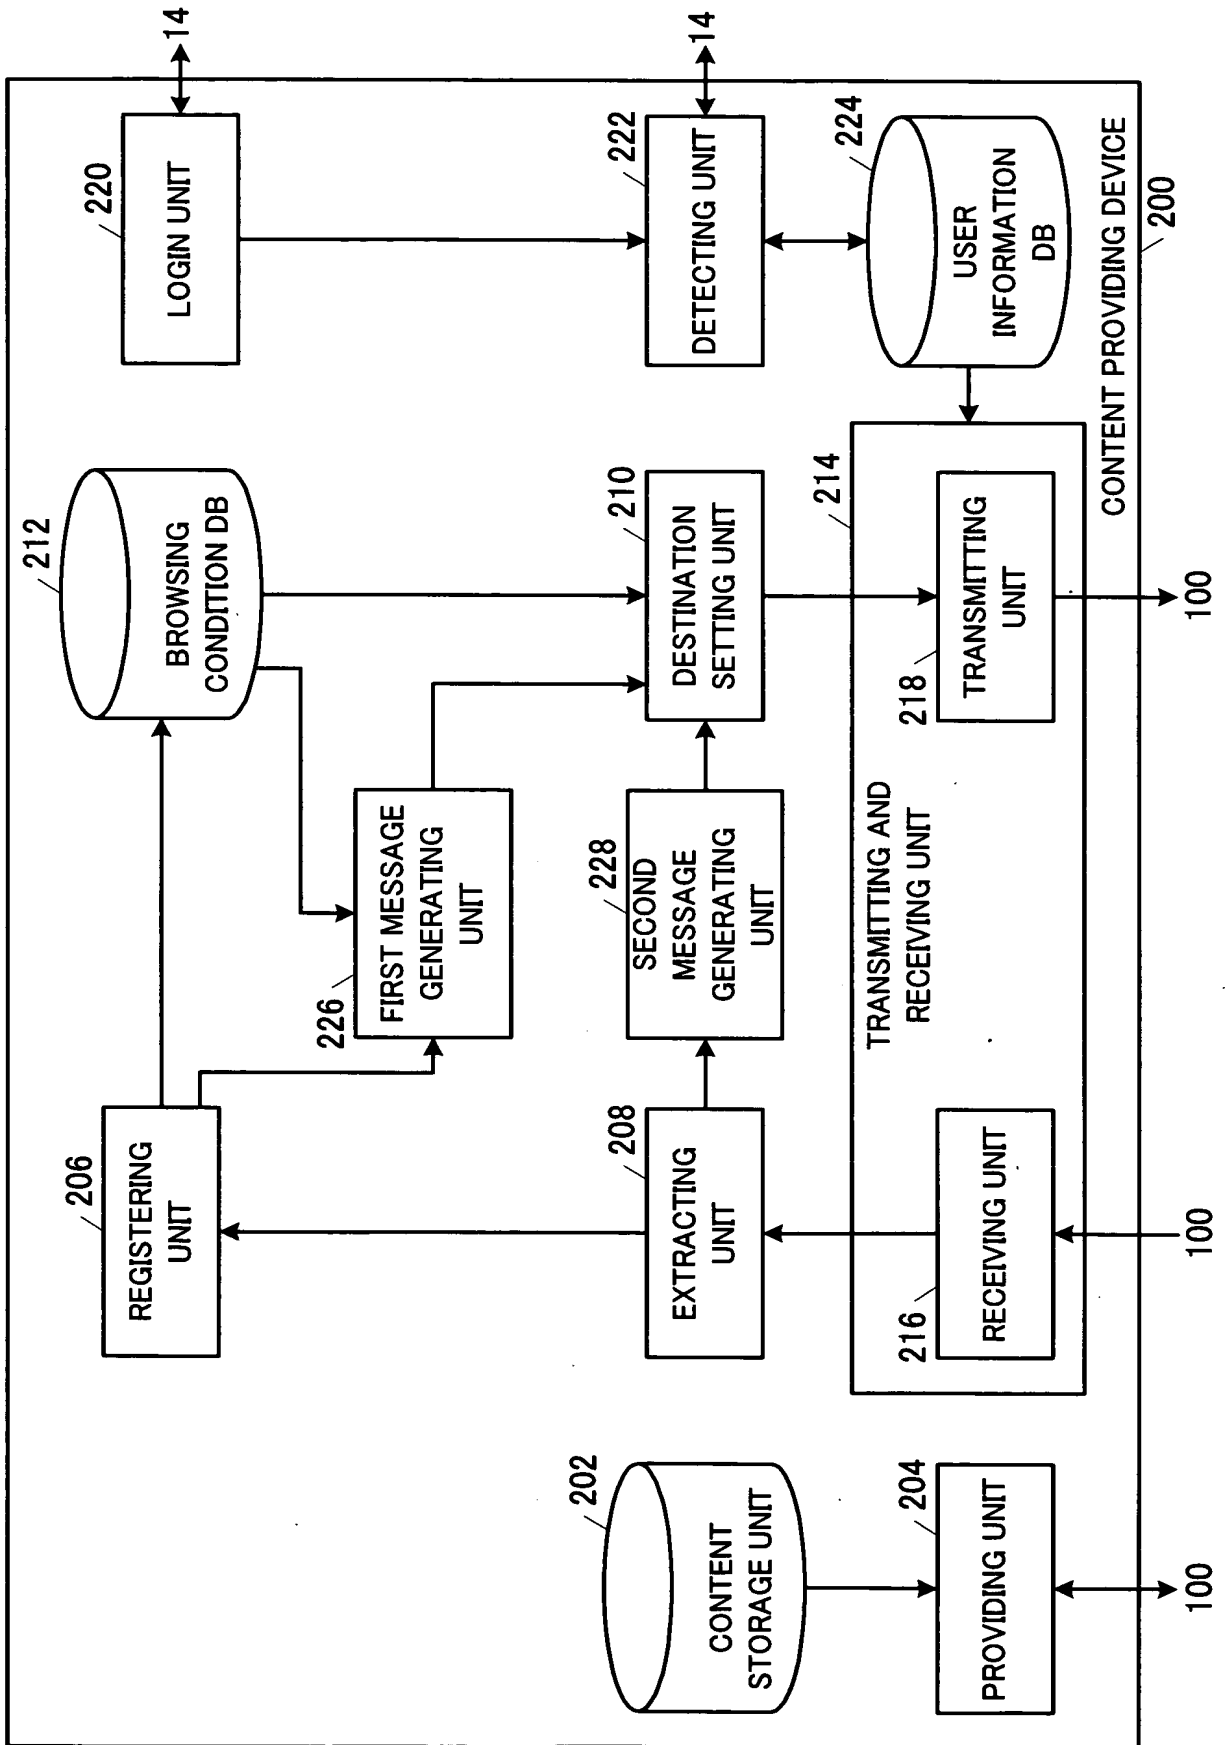 CONTENT
STORAGE UNIT
202
PROVIDING UNIT
204
100
REGISTERING
UNIT
206
EXTRACTING
UNIT
208
RECEIVING UNIT
216
100
TRANSMITTING AND
RECEIVING UNIT
214
FIRST MESSAGE
GENERATING
UNIT
226
SECOND
MESSAGE
GENERATING
UNIT
228
BROWSING
CONDITION DB
212
DESTINATION
SETTING UNIT
210
TRANSMITTING
UNIT
218
100
LOGIN UNIT
220
14
DETECTING UNIT
222
14
USER
INFORMATION
DB
224
CONTENT PROVIDING DEVICE
200